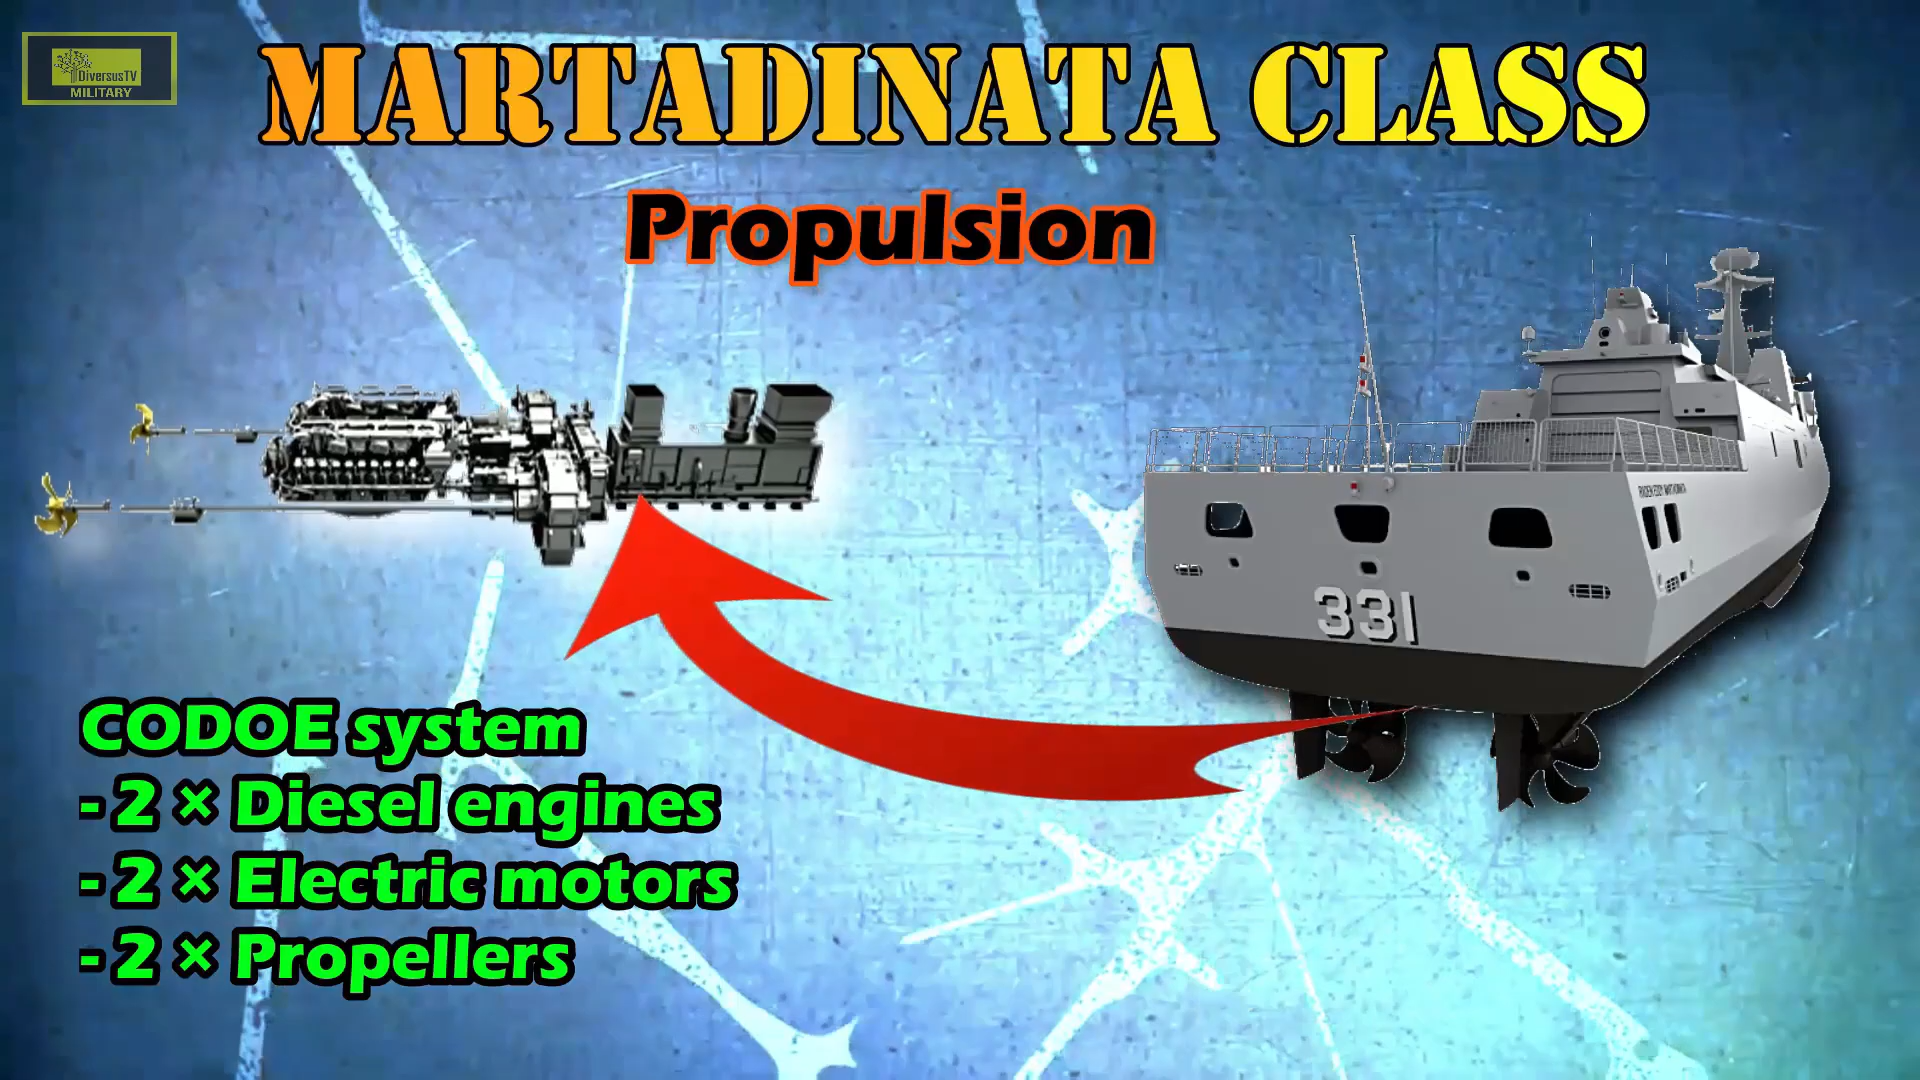 DiversusTV
MILITARY
MARTADINATA CLASS
Propulsion
331
CODOE system
- 2 × Diesel engines
- 2 × Electric motors
- 2 × Propellers